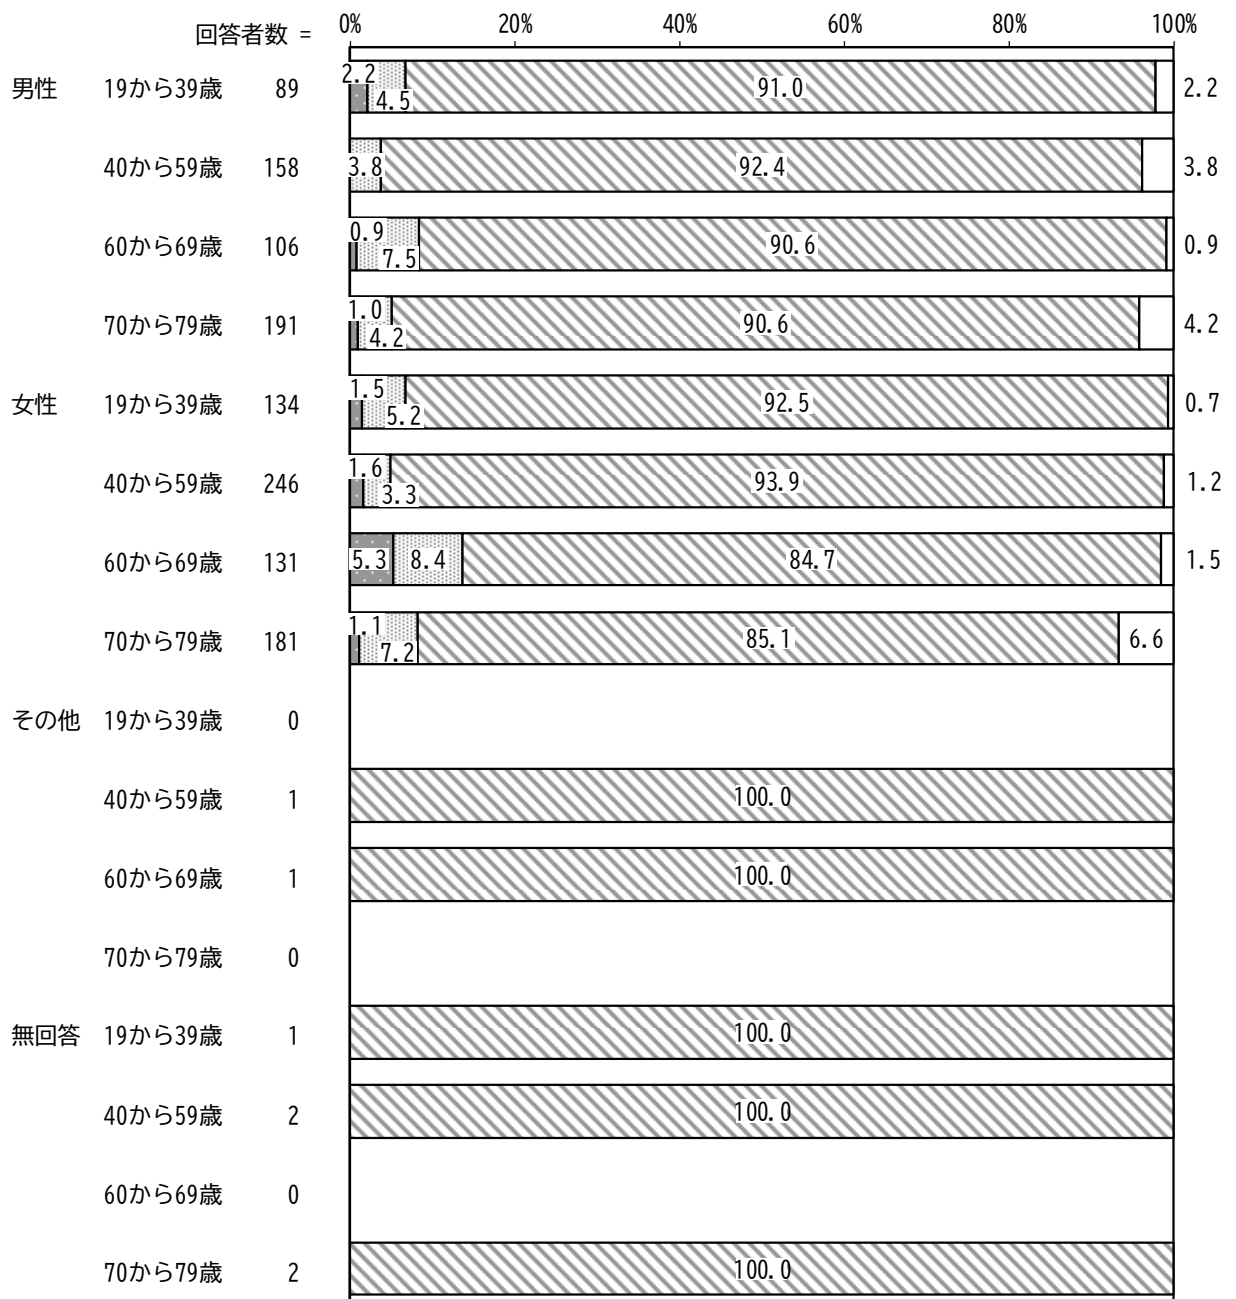 0% 20% 40% 60% 80% 100%
回答者数 =
男性 19から39歳 89 2.2 4.5 91.0 2.2
40から59歳 158 3.8 92.4 3.8
60から69歳 106 0.9 7.5 90.6 0.9
70から79歳 191 1.0 4.2 90.6 4.2
女性 19から39歳 134 1.5 5.2 92.5 0.7
40から59歳 246 1.6 3.3 93.9 1.2
60から69歳 131 5.3 8.4 84.7 1.5
70から79歳 181 1.1 7.2 85.1 6.6
その他 19から39歳 0
40から59歳 1 100.0
60から69歳 1 100.0
70から79歳 0
無回答 19から39歳 1 100.0
40から59歳 2 100.0
60から69歳 0
70から79歳 2 100.0